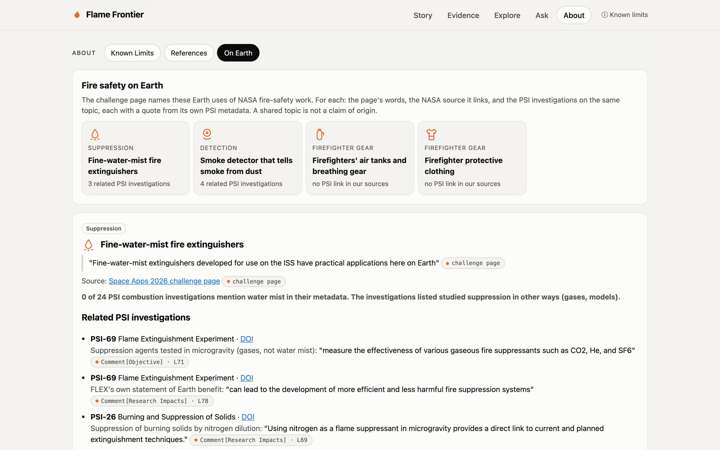 Flame Frontier
Story Evidence Explore Ask About ⓘ Known limits
ABOUT Known Limits References On Earth
Fire safety on Earth
The challenge page names these Earth uses of NASA fire-safety work. For each: the page's words, the NASA source it links, and the PSI investigations on the same
topic, each with a quote from its own PSI metadata. A shared topic is not a claim of origin.
SUPPRESSION
Fine-water-mist fire
extinguishers
3 related PSI investigations
DETECTION
Smoke detector that tells
smoke from dust
4 related PSI investigations
FIREFIGHTER GEAR
Firefighters' air tanks and
breathing gear
no PSI link in our sources
FIREFIGHTER GEAR
Firefighter protective
clothing
no PSI link in our sources
Suppression
Fine-water-mist fire extinguishers
"Fine-water-mist extinguishers developed for use on the ISS have practical applications here on Earth" challenge page
Source: Space Apps 2026 challenge page challenge page
0 of 24 PSI combustion investigations mention water mist in their metadata. The investigations listed studied suppression in other ways (gases, models).
Related PSI investigations
• PSI-69 Flame Extinguishment Experiment · DOI
Suppression agents tested in microgravity (gases, not water mist): "measure the effectiveness of various gaseous fire suppressants such as CO2, He, and SF6"
Comment[Objective] · L71
• PSI-69 Flame Extinguishment Experiment · DOI
FLEX's own statement of Earth benefit: "can lead to the development of more efficient and less harmful fire suppression systems"
Comment[Research Impacts] · L78
• PSI-26 Burning and Suppression of Solids · DOI
Suppression of burning solids by nitrogen dilution: "Using nitrogen as a flame suppressant in microgravity provides a direct link to current and planned
extinguishment techniques." Comment[Research Impacts] · L69